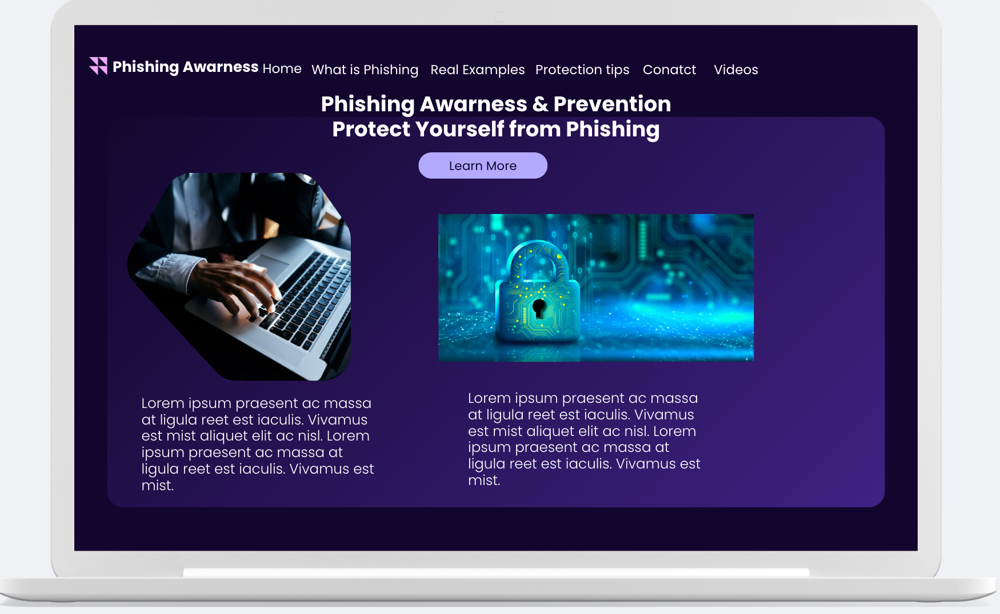 Phishing Awarness Home What is Phishing Real Examples Protection tips Conatct Videos
Phishing Awarness & Prevention
Protect Yourself from Phishing
Learn More
Lorem ipsum praesent ac massa
at ligula reet est iaculis. Vivamus
est mist aliquet elit ac nisl. Lorem
ipsum praesent ac massa at
ligula reet est iaculis. Vivamus est
mist.
Lorem ipsum praesent ac massa
at ligula reet est iaculis. Vivamus
est mist aliquet elit ac nisl. Lorem
ipsum praesent ac massa at
ligula reet est iaculis. Vivamus est
mist.